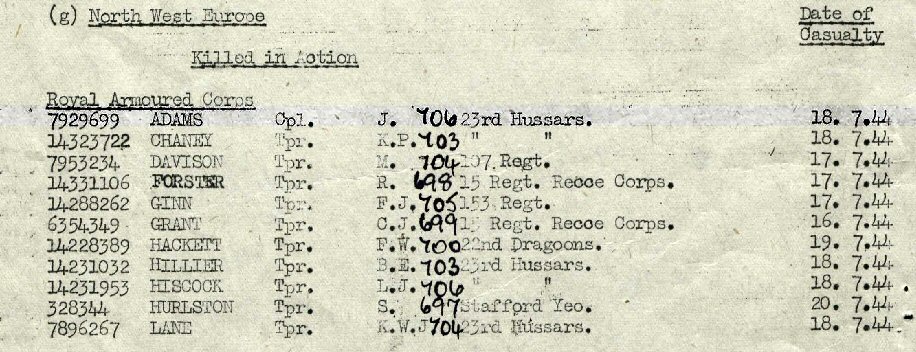 (g) North West Europe Date of
Casualty
Killed in Action
Royal Armoured Corps
7929699 ADAMS Cpl. J. 706 23rd Hussars. 18. 7.44
14323722 CHANEY Tpr. K.P. 703 " " 18. 7.44
7953234 DAVISON Tpr. M. 704 107 Regt. 17. 7.44
14331106 FORSTER Tpr. R. 698 15 Regt. Recce Corps. 17. 7.44
14288262 GINN Tpr. F.J. 705 153 Regt. 17. 7.44
6354349 GRANT Tpr. C.J. 699 15 Regt. Recce Corps. 16. 7.44
14228389 HACKETT Tpr. F.W. 700 22nd Dragoons. 19. 7.44
14231032 HILLIER Tpr. B.E. 703 23rd Hussars. 18. 7.44
14231953 HISCOCK Tpr. L.J. 706 " " 18. 7.44
328344 HURLSTON Tpr. S. 697 Stafford Yeo. 20. 7.44
7896267 LANE Tpr. K.W.J 704 23rd Hussars. 18. 7.44